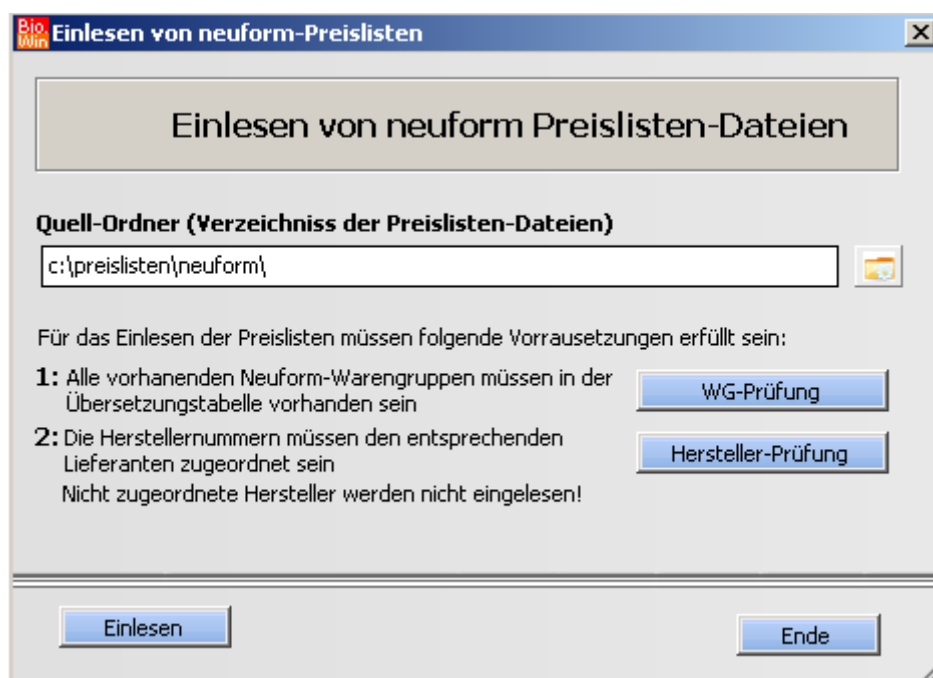 Bio.
Win
Einlesen von neuform-Preislisten
Einlesen von neuform Preislisten-Dateien
Quell-Ordner (Verzeichniss der Preislisten-Dateien)
c:\preislisten\neuform\
Für das Einlesen der Preislisten müssen folgende Vorrausetzungen erfüllt sein:
1: Alle vorhanenden Neuform-Warengruppen müssen in der
Übersetzungstabelle vorhanden sein
WG-Prüfung
2: Die Herstellernummern müssen den entsprechenden
Lieferanten zugeordnet sein
Nicht zugeordnete Hersteller werden nicht eingelesen!
Hersteller-Prüfung
Einlesen
Ende